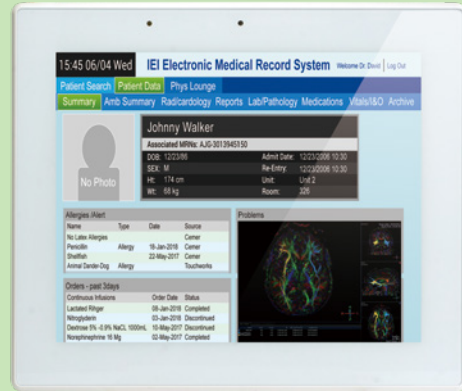 15:45 06/04 Wed IEI Electronic Medical Record System Welcome Dr. David | Log Out
Patient Search Patient Data Phys Lounge
Summary Amb Summary Rad/cardology Reports Lab/Pathology Medications Vitals/I&O Archive
No Photo
Johnny Walker
Associated MRNs: AJG-3013945150
DOB: 12/23/86 Admit Date: 12/23/2006 10:30
SEX: M Re-Entry: 12/23/2006 10:30
Ht: 174 cm Unit: Unit 2
Wt: 68 kg Room: 326
Allergies /Alert
Name Type Date Source
No Latex Allergies Cerner
Penicillin Allergy 18-Jan-2018 Cerner
Shellfish 22-May-2017 Cerner
Animal Dander-Dog Allergy Touchworks
Problems
Orders - past 3days
Continuous Infusions Order Date Status
Lactated Rihger 08-Jan-2018 Completed
Nitroglyderin 03-Jan-2018 Discontinued
Dextrose 5% -0.9% NaCL 1000mL 10-May-2017 Discontinued
Norephinephrine 16 Mg 02-May-2017 Completed